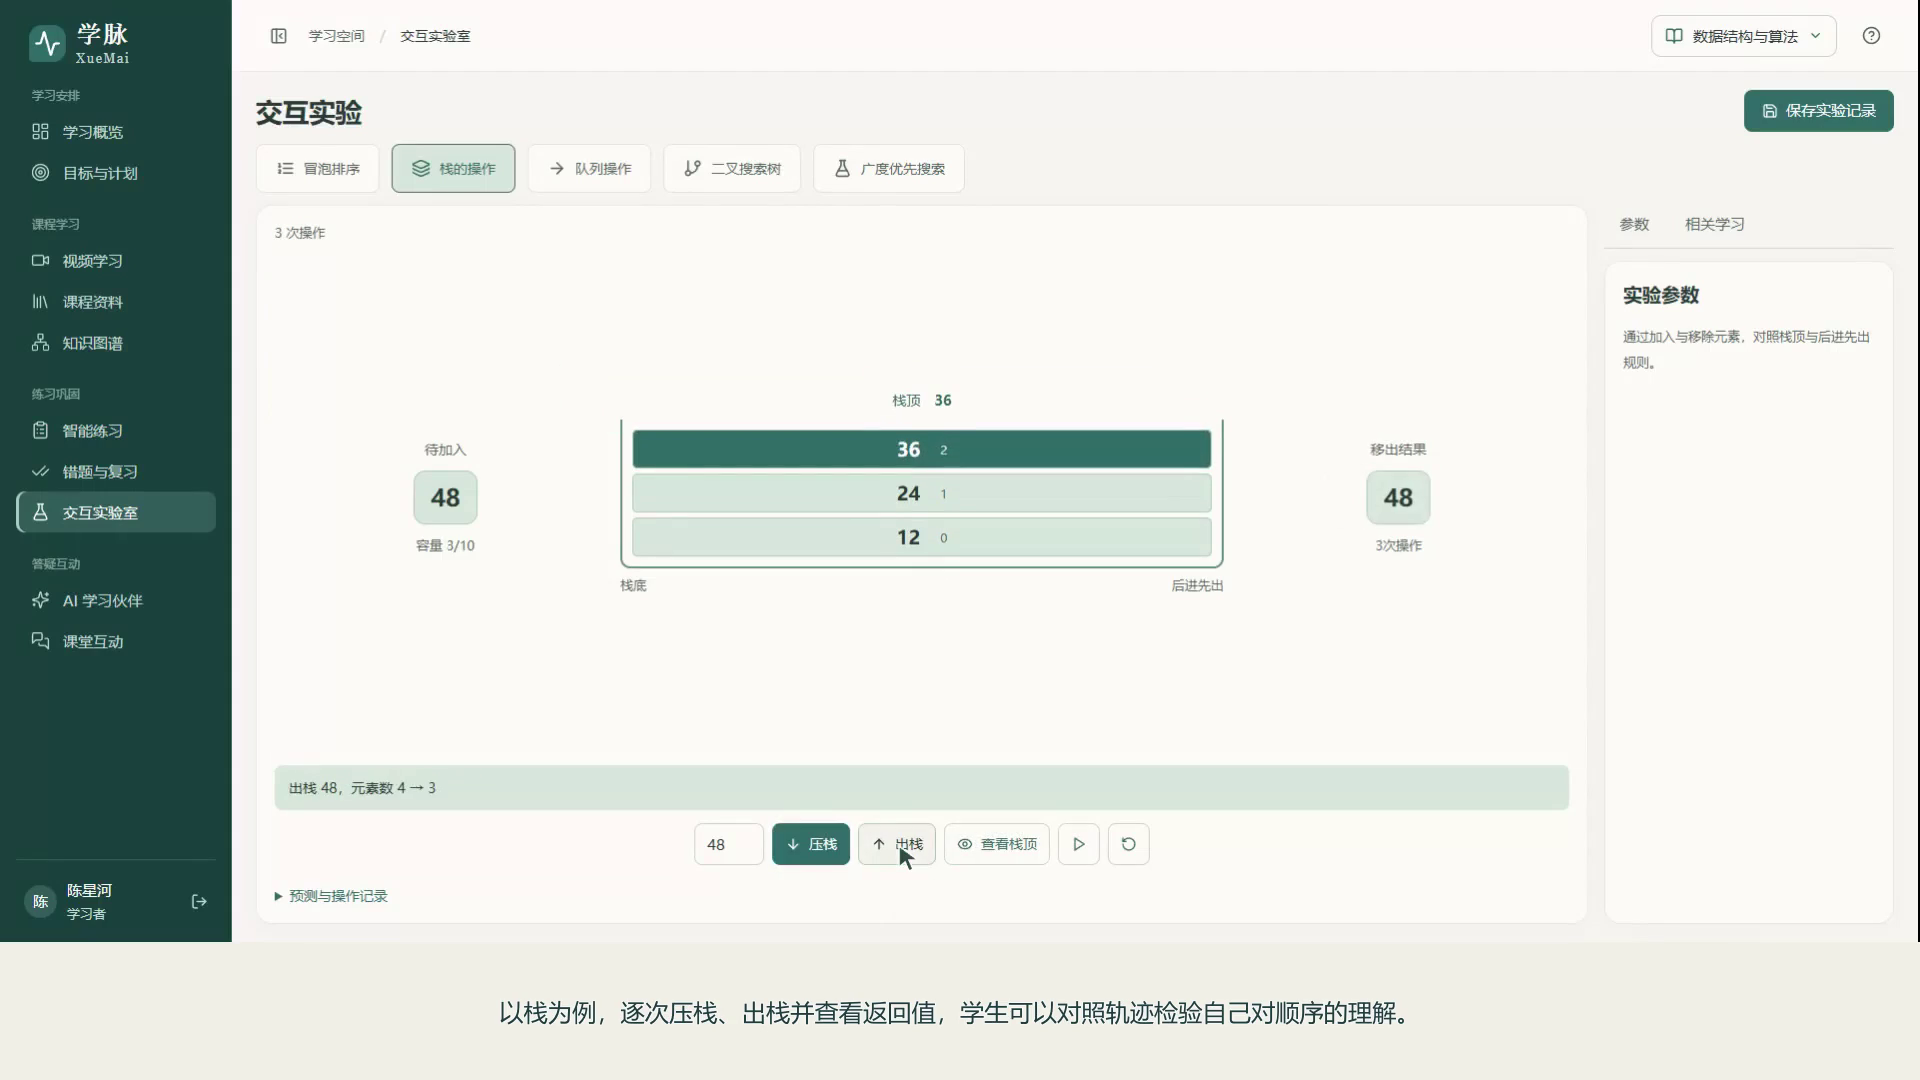 学脉
XueMai
学习安排
学习概览
目标与计划
课程学习
视频学习
课程资料
知识图谱
练习巩固
智能练习
错题与复习
交互实验室
答疑互动
AI 学习伙伴
课堂互动
陈
陈星河
学习者
学习空间 / 交互实验室
数据结构与算法
交互实验
保存实验记录
冒泡排序
栈的操作
队列操作
二叉搜索树
广度优先搜索
3 次操作
栈顶 36
待加入
48
容量 3/10
36 2
24 1
12 0
栈底
后进先出
移出结果
48
3次操作
出栈 48，元素数 4 → 3
48
压栈
出栈
查看栈顶
预测与操作记录
参数
相关学习
实验参数
通过加入与移除元素，对照栈顶与后进先出
规则。
以栈为例，逐次压栈、出栈并查看返回值，学生可以对照轨迹检验自己对顺序的理解。